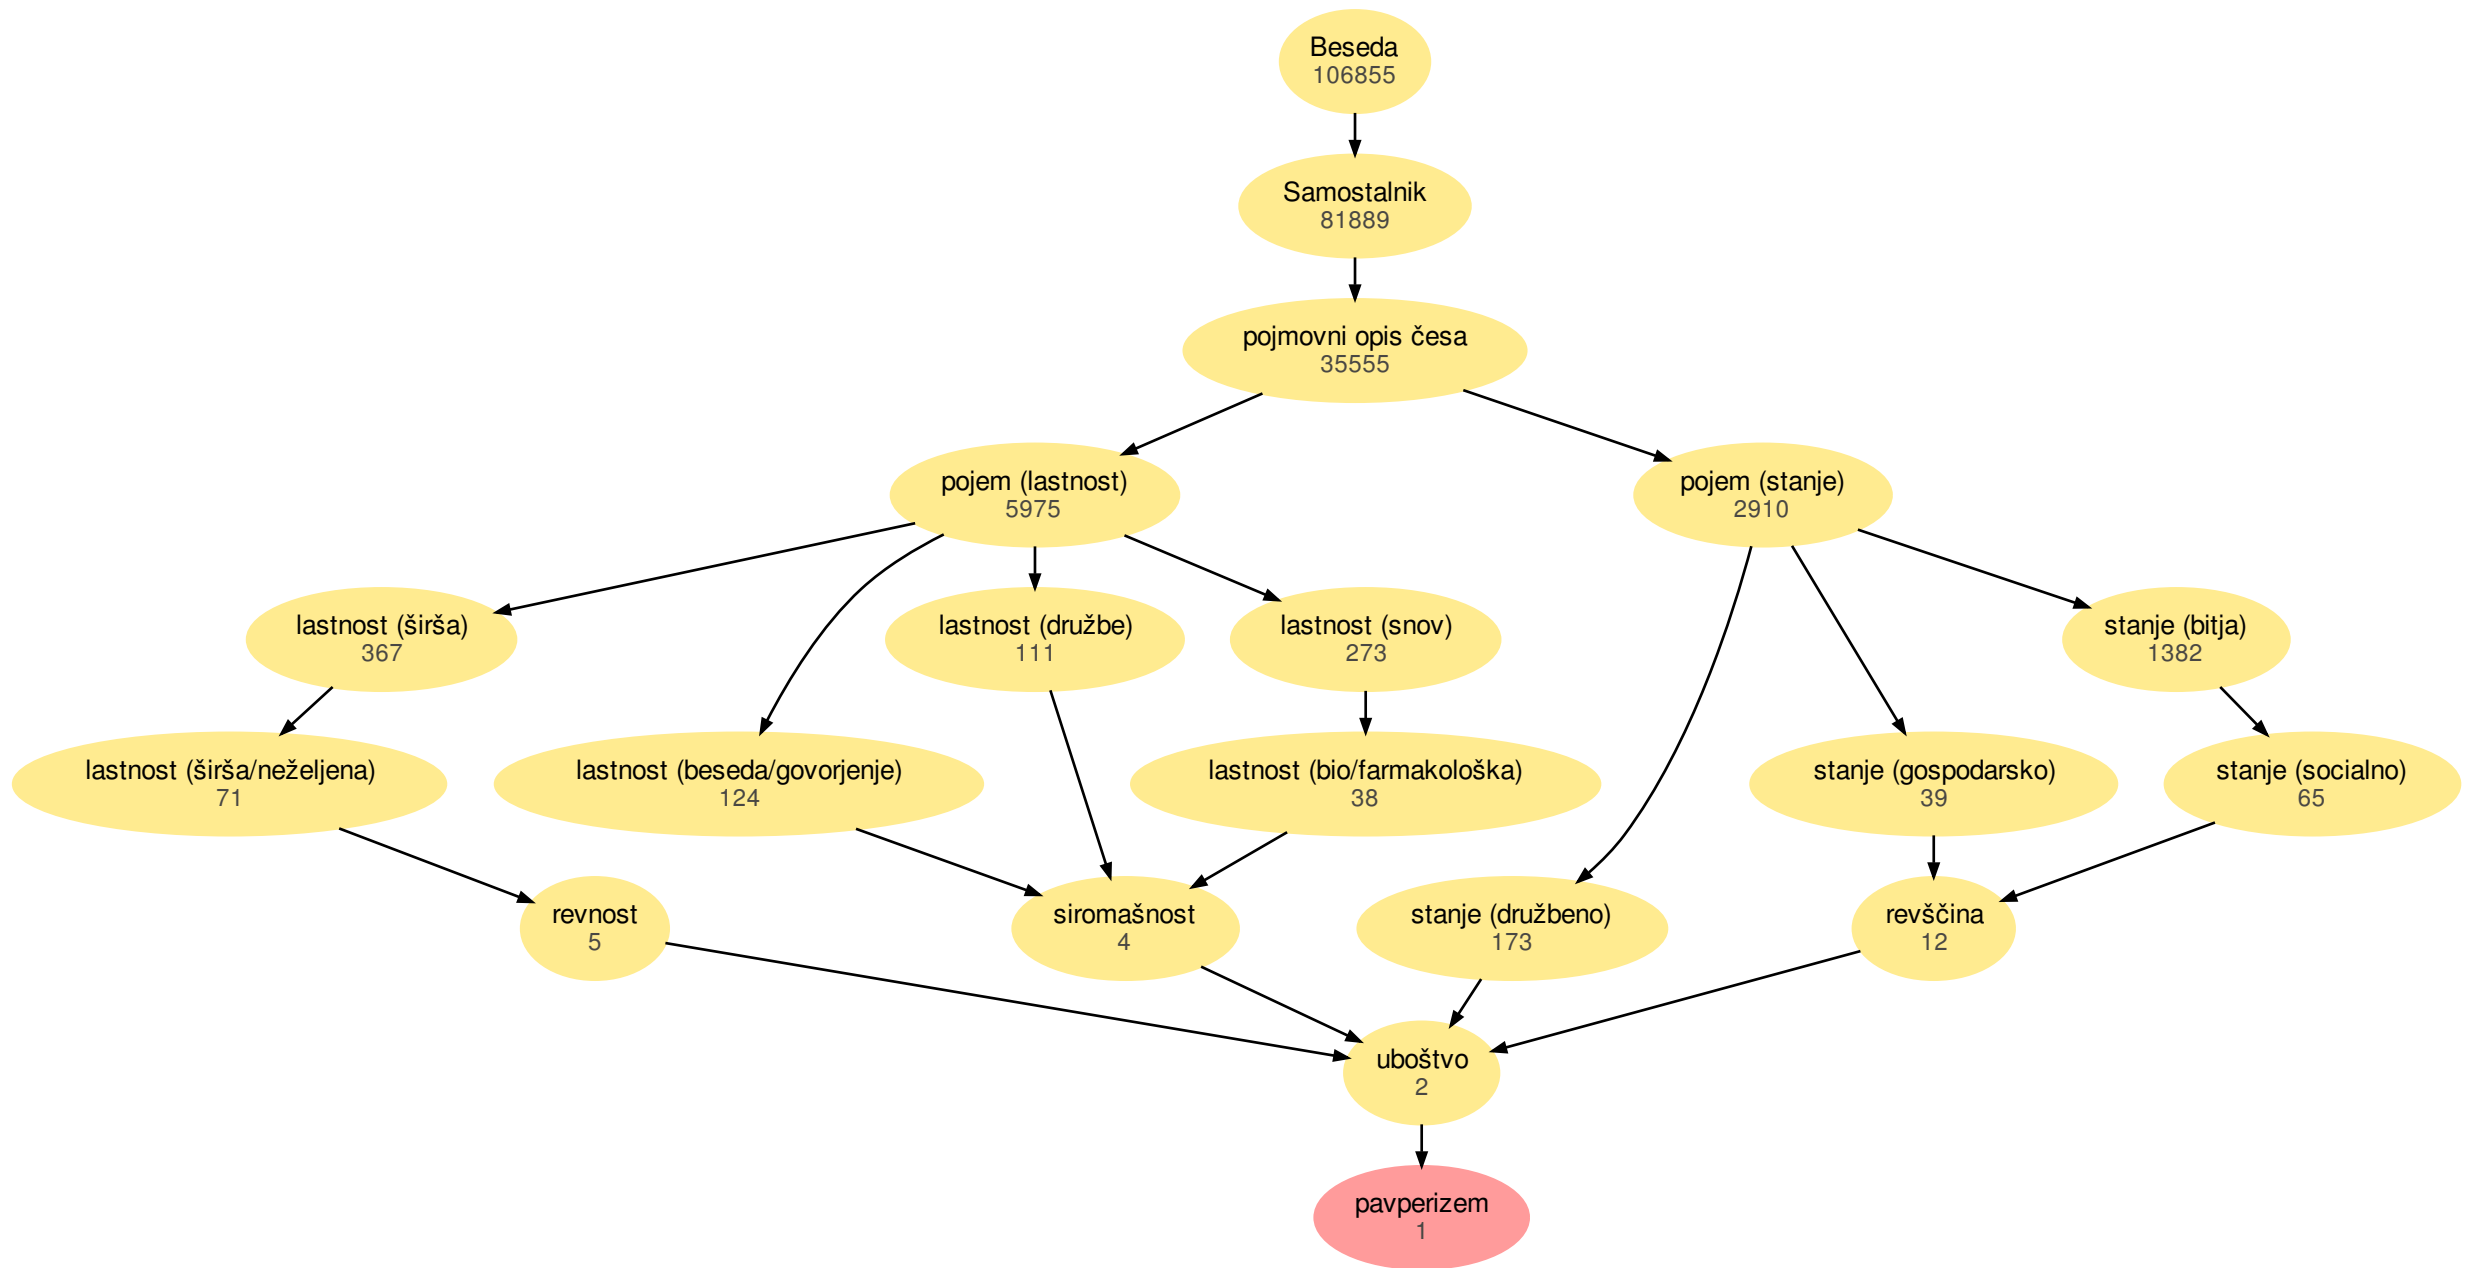 Beseda
106855
Samostalnik
81889
pojmovni opis česa
35555
pojem (lastnost)
5975
pojem (stanje)
2910
lastnost (širša)
367
lastnost (družbe)
111
lastnost (snov)
273
stanje (bitja)
1382
lastnost (širša/neželjena)
71
lastnost (beseda/govorjenje)
124
lastnost (bio/farmakološka)
38
stanje (gospodarsko)
39
stanje (socialno)
65
revnost
5
siromašnost
4
stanje (družbeno)
173
revščina
12
uboštvo
2
pavperizem
1